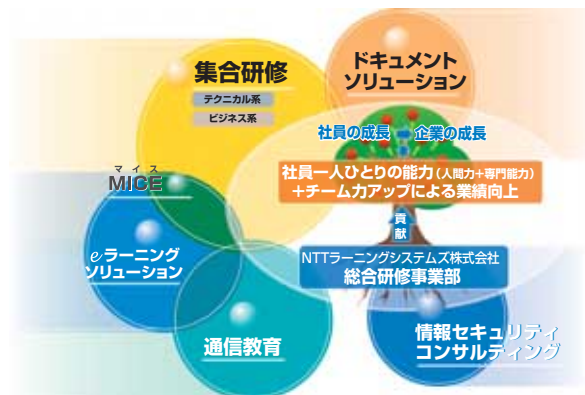 集合研修
テクニカル系
ビジネス系
ドキュメント
ソリューション
社員の成長 企業の成長
社員一人ひとりの能力(人間力+専門能力)
+チーム力アップによる業績向上
貢献
NTTラーニングシステムズ株式会社
総合研修事業部
マイス
MICE
eラーニング
ソリューション
通信教育
情報セキュリティ
コンサルティング